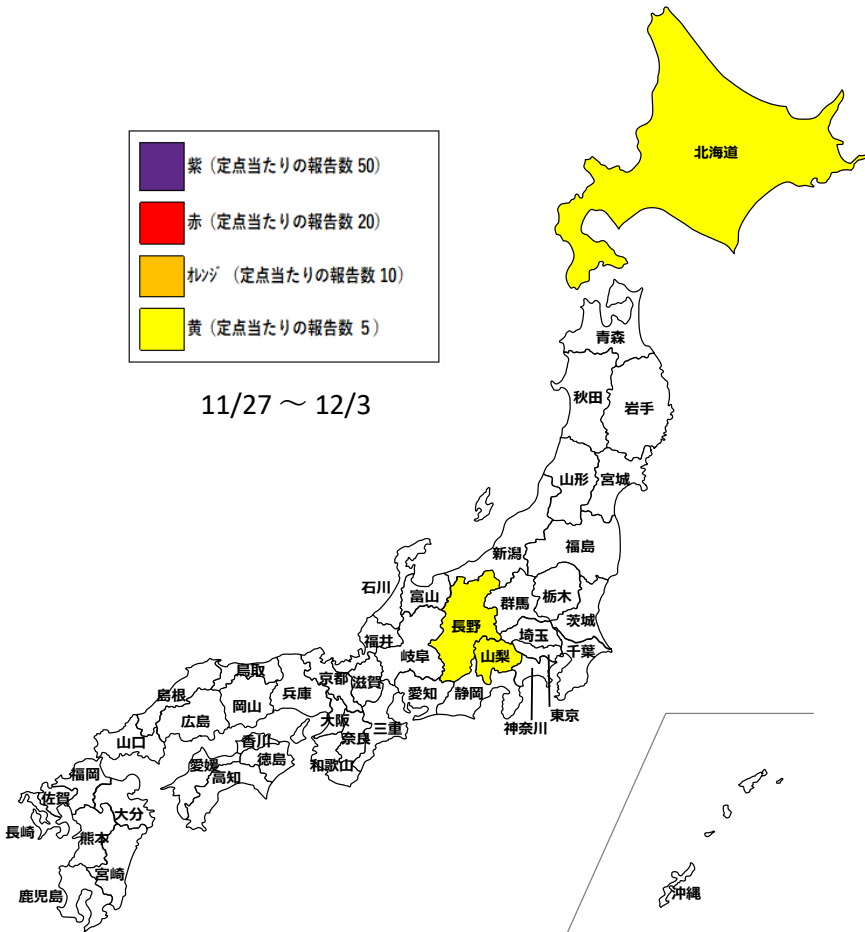 北海道
紫 (定点当たりの報告数 50)
赤 (定点当たりの報告数 20)
ｵﾚﾝｼﾞ (定点当たりの報告数 10)
黄 (定点当たりの報告数 5)
11/27 ～ 12/3
青森
秋田
岩手
山形
宮城
新潟
福島
石川
富山
群馬
栃木
茨城
長野
埼玉
福井
岐阜
山梨
千葉
鳥取
京都
滋賀
島根
岡山
兵庫
愛知
静岡
広島
大阪
三重
神奈川
東京
山口
香川
奈良
愛媛
徳島
和歌山
福岡
高知
佐賀
大分
長崎
熊本
宮崎
鹿児島
沖縄